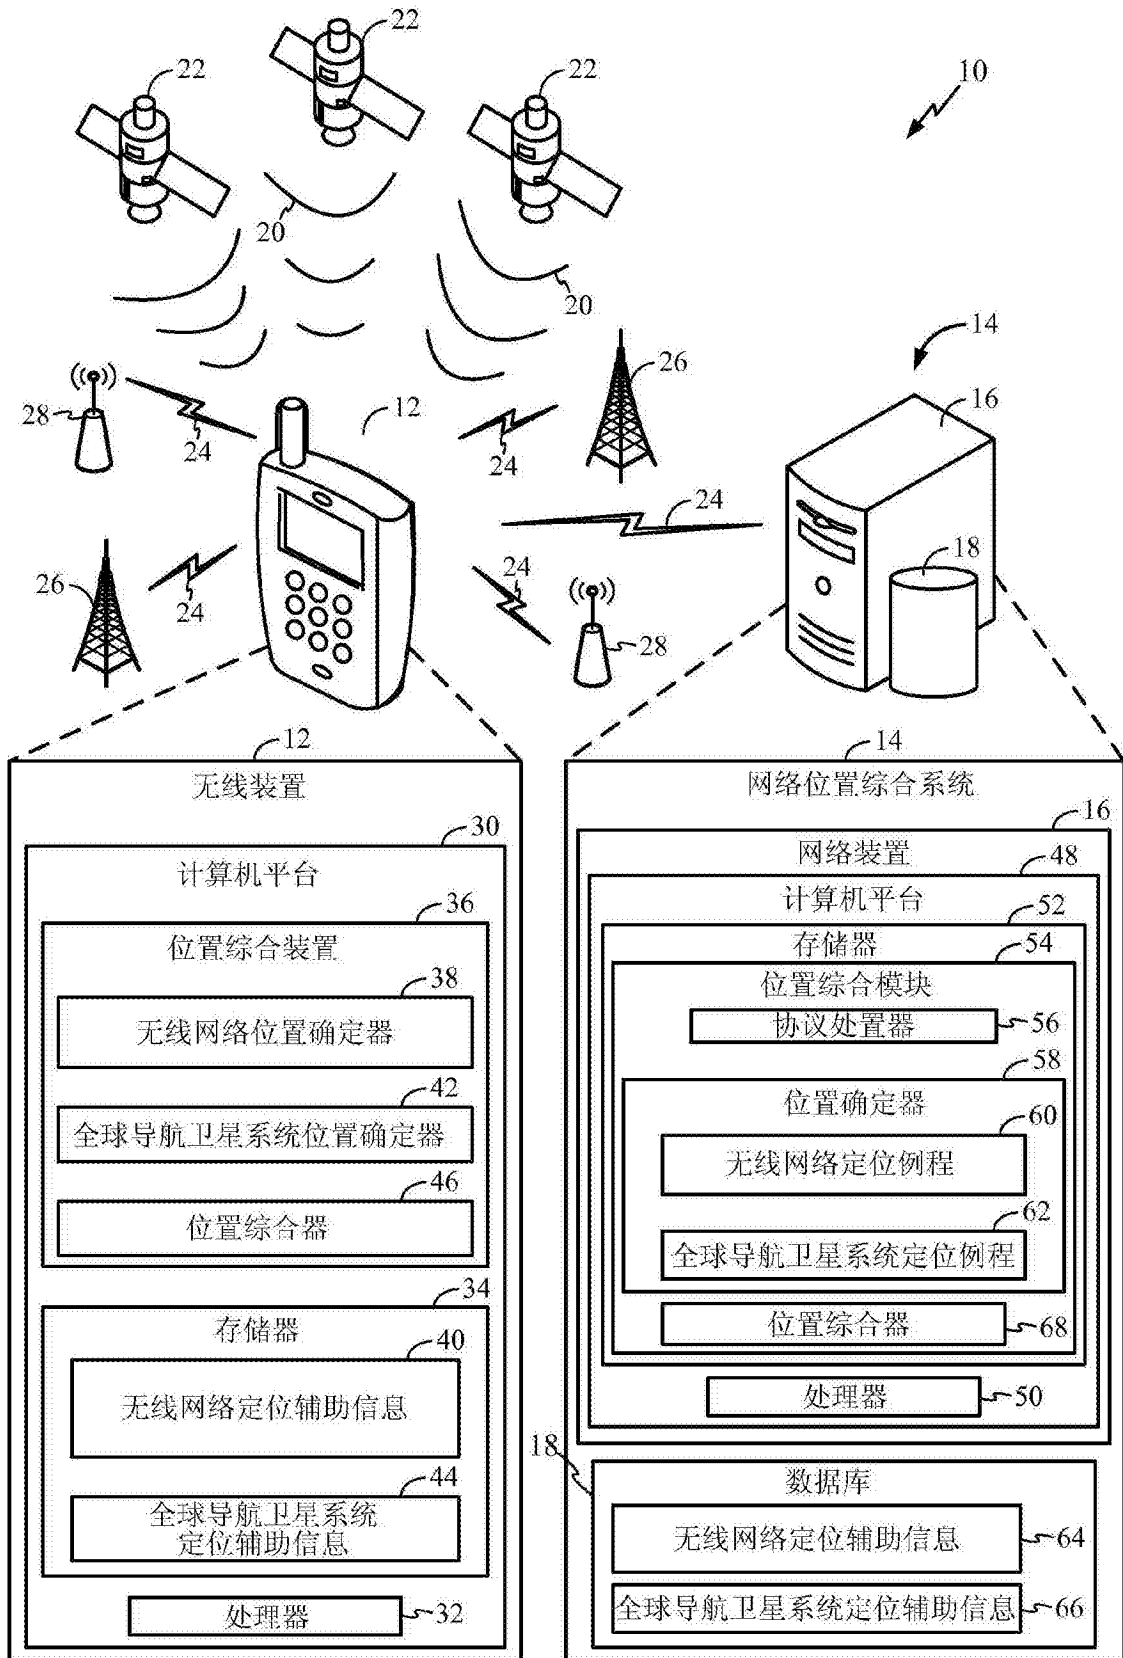 22
22
22
10
20
20
14
26
16
28
12
24
24
24
18
26
24
24
28
12
无线装置
30
计算机平台
36
位置综合装置
38
无线网络位置确定器
42
全球导航卫星系统位置确定器
46
位置综合器
34
存储器
40
无线网络定位辅助信息
44
全球导航卫星系统
定位辅助信息
处理器
32
14
网络位置综合系统
16
网络装置
48
计算机平台
52
存储器
54
位置综合模块
协议处置器
56
58
位置确定器
60
无线网络定位例程
62
全球导航卫星系统定位例程
位置综合器
68
处理器
50
18
数据库
无线网络定位辅助信息
64
全球导航卫星系统定位辅助信息
66